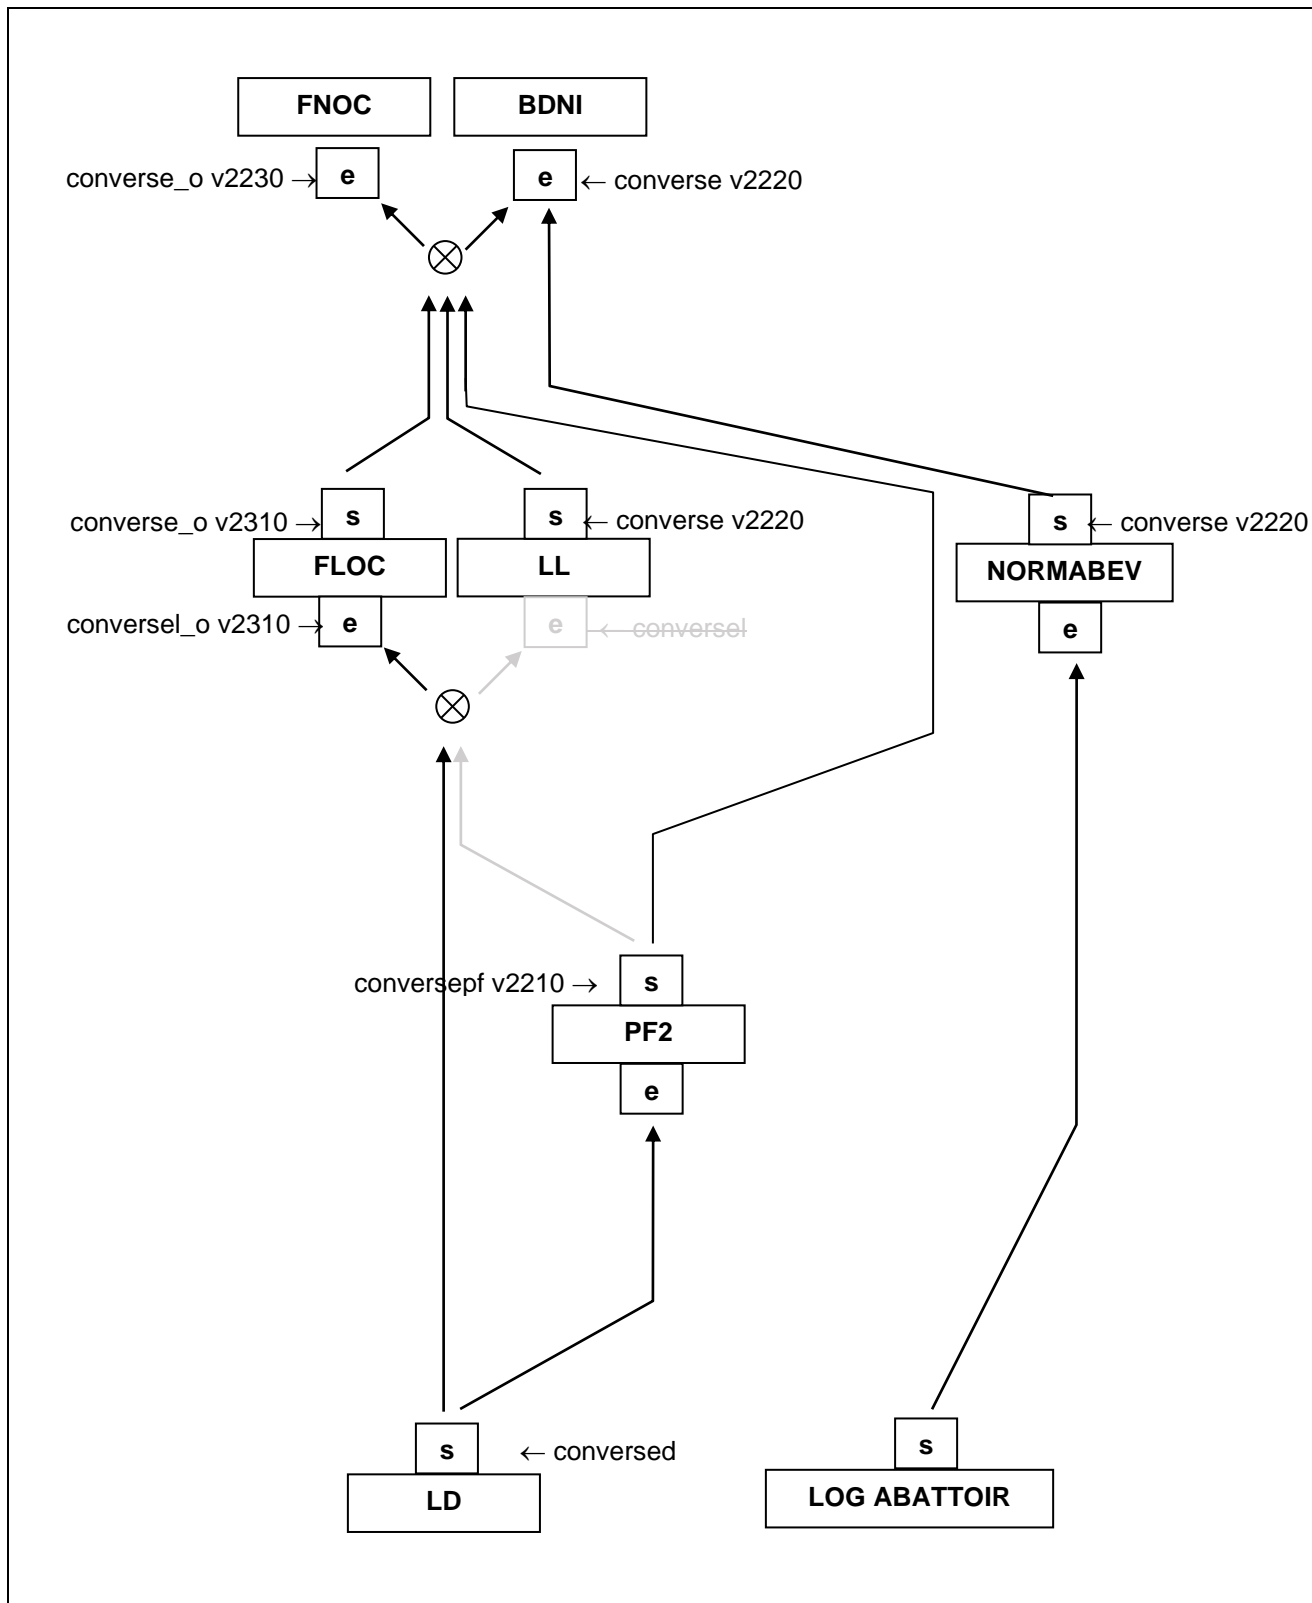 FNOC BDNI
converse_o v2230 → e e ← converse v2220
converse_o v2310 → s s ← converse v2220 s ← converse v2220
FLOC LL NORMABEV
conversel_o v2310 → e e ← conversel e
conversepf v2210 → s
PF2
e
s ← conversed s
LD LOG ABATTOIR